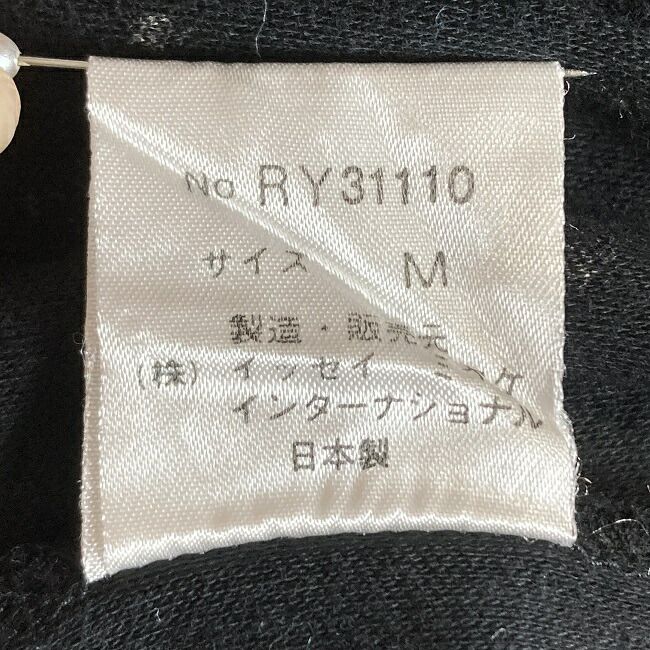 No RY31110
サイズ M
製造・販売元
(株) イッセイ ミヤケ
インターナショナル
日本製